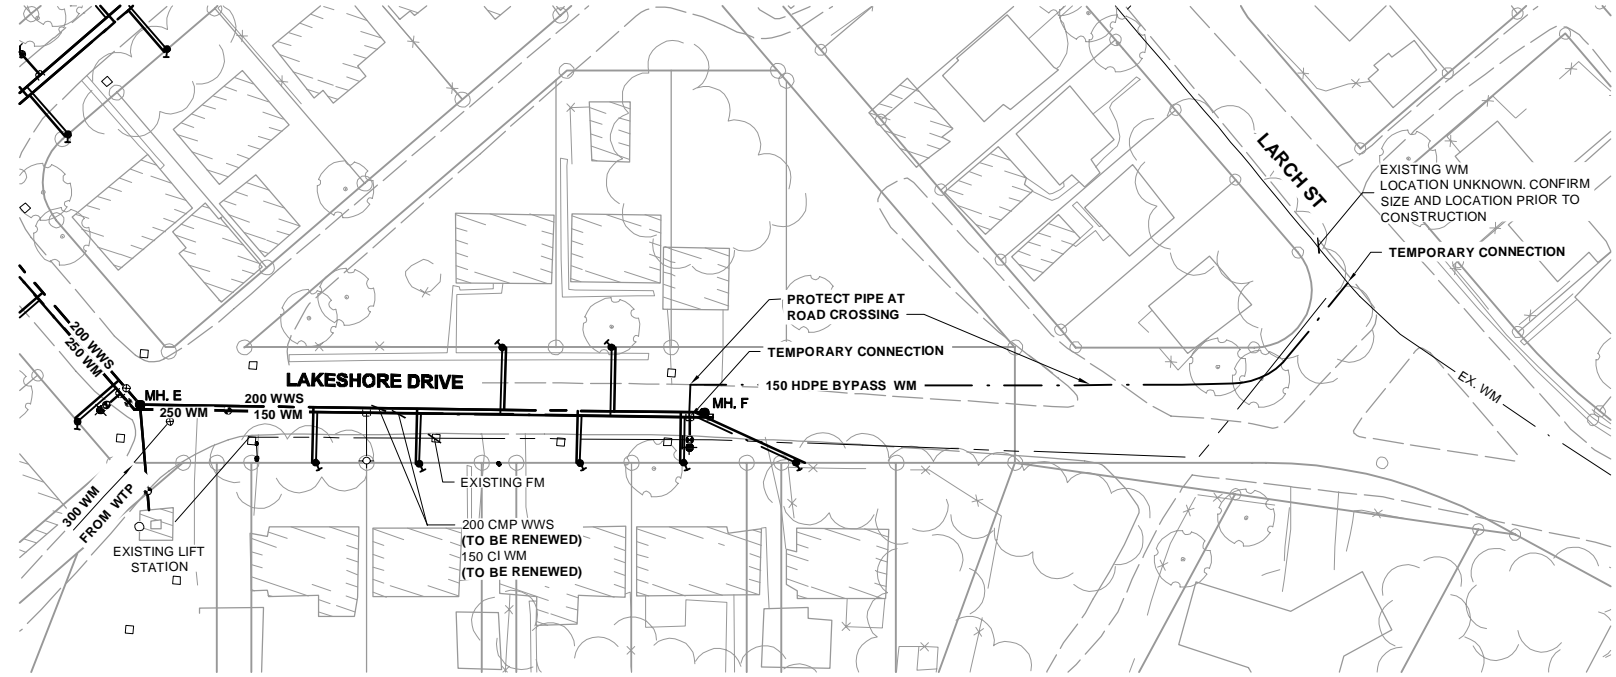 LARCH ST
EXISTING WM
LOCATION UNKNOWN. CONFIRM
SIZE AND LOCATION PRIOR TO
CONSTRUCTION
TEMPORARY CONNECTION
PROTECT PIPE AT
ROAD CROSSING
TEMPORARY CONNECTION
200 WWS
250 WM
LAKESHORE DRIVE
150 HDPE BYPASS WM
EX. WM
MH. E
200 WWS
250 WM
150 WM
MH. F
EXISTING FM
300 WM
FROM WTP
200 CMP WWS
(TO BE RENEWED)
150 CI WM
(TO BE RENEWED)
EXISTING LIFT
STATION